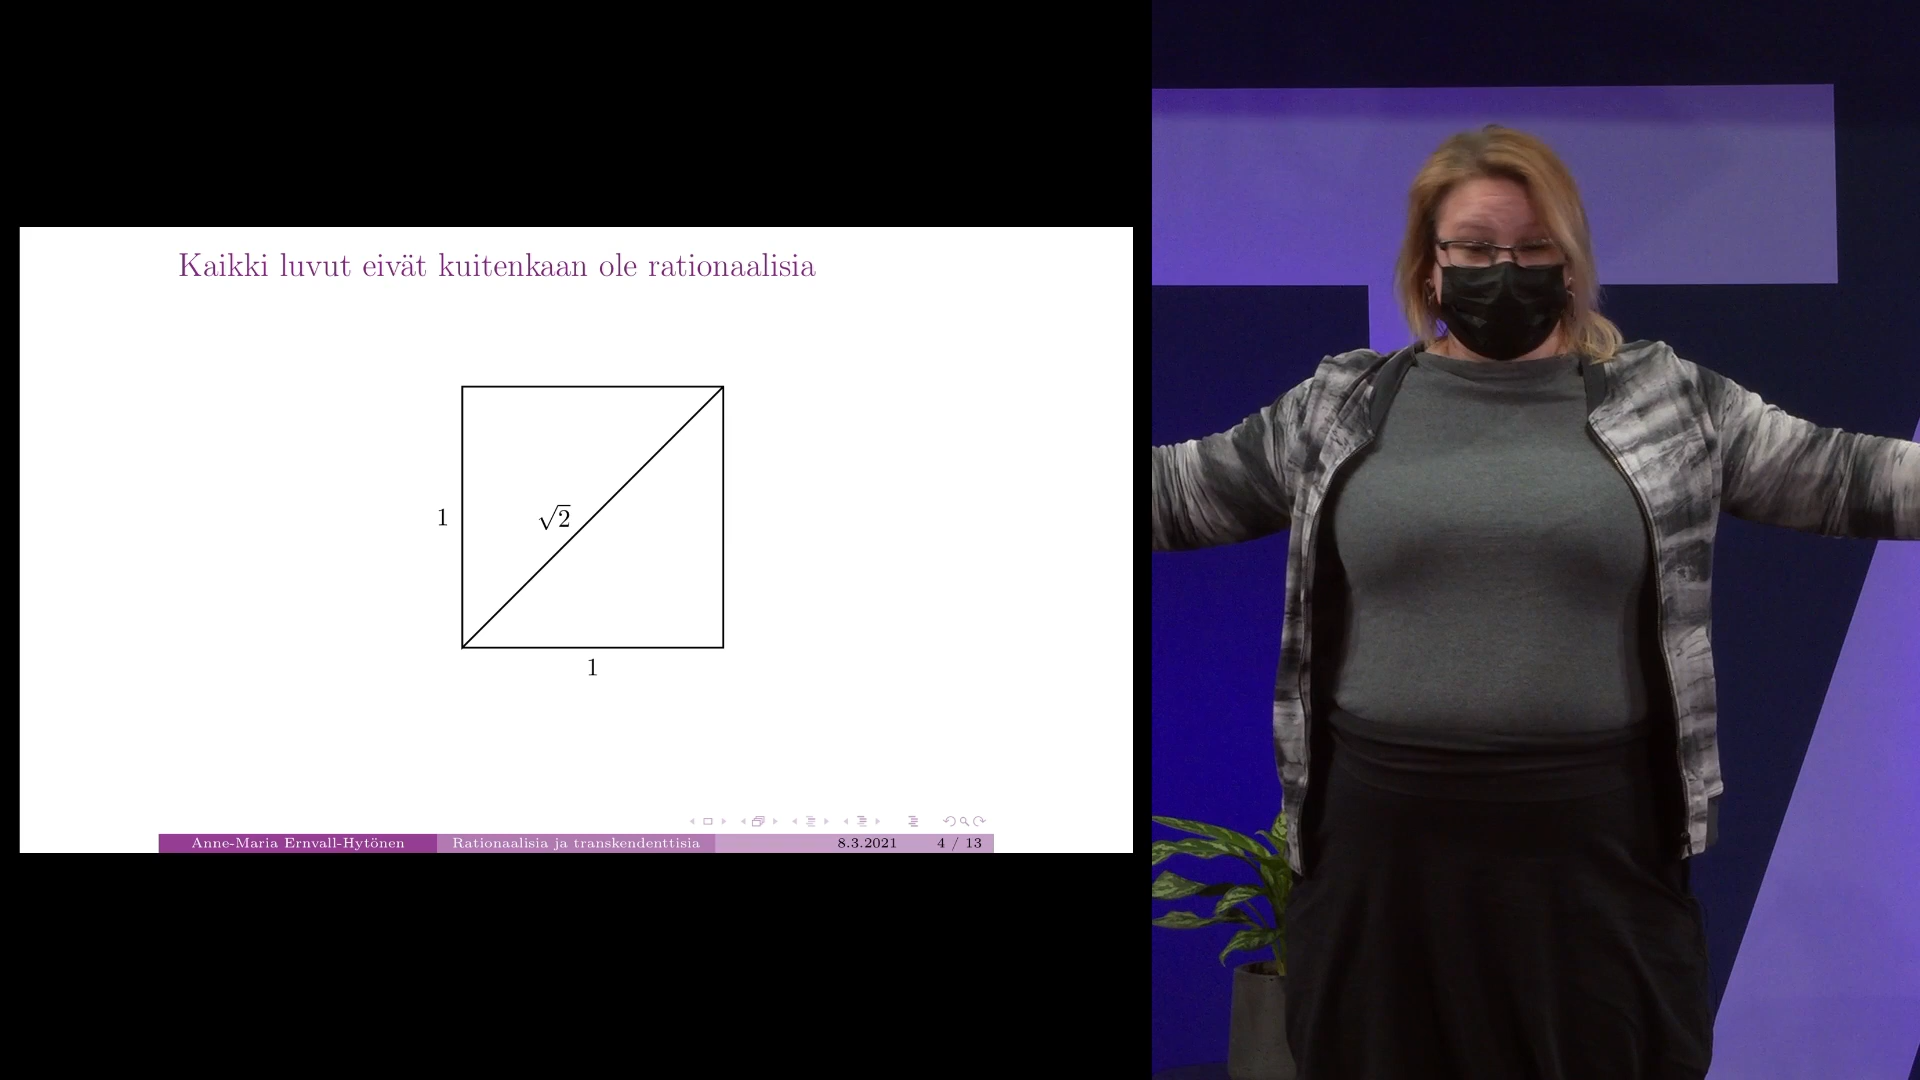 Kaikki luvut eivät kuitenkaan ole rationaalisia
√2
1
1
Anne-Maria Ernvall-Hytönen Rationaalisia ja transkendenttisia 8.3.2021 4 / 13